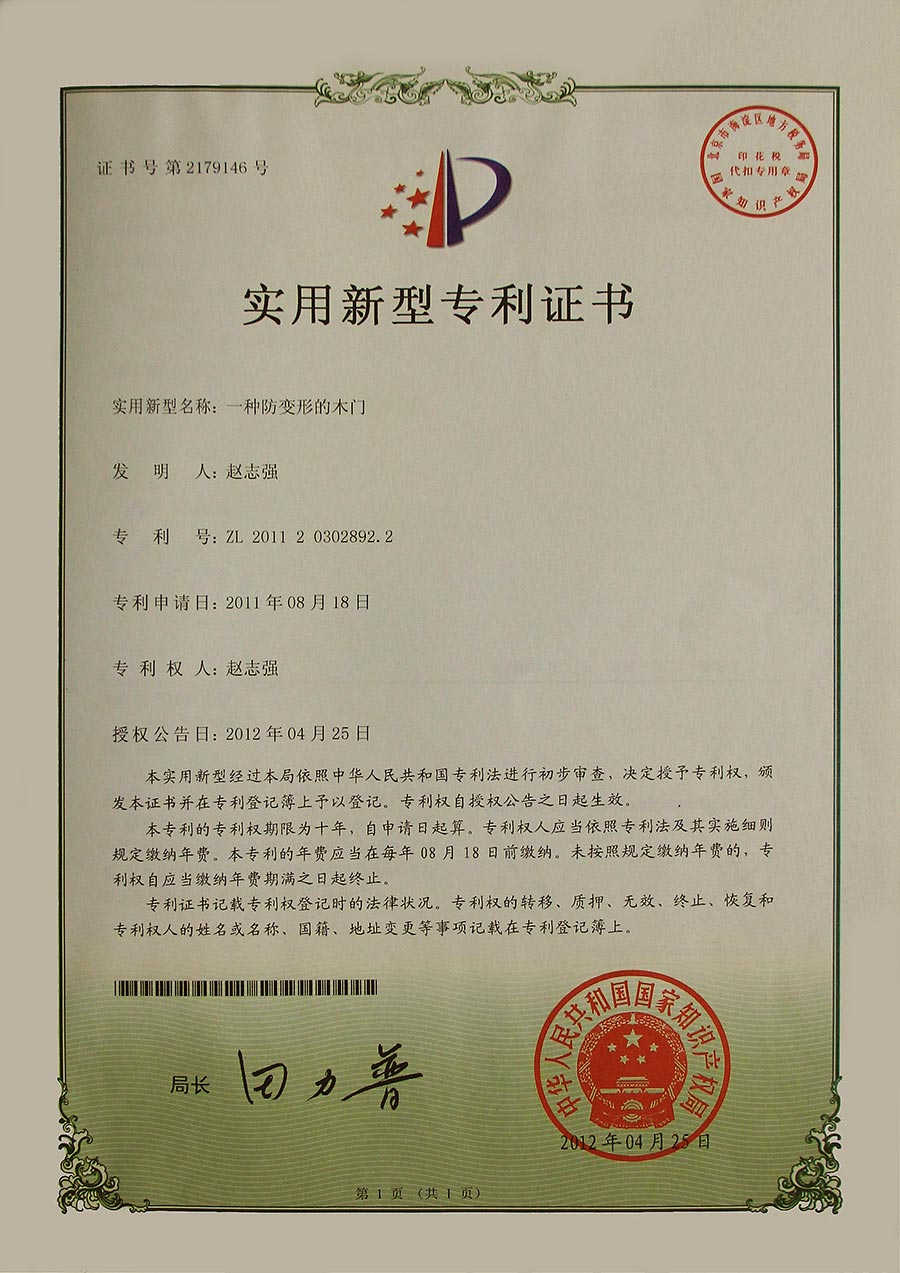 证书号第2179146号
北京市海淀区地方税务局
印花税
代扣专用章
国家知识产权局
实用新型专利证书
实用新型名称：一种防变形的木门
发明人：赵志强
专利号：ZL 2011 2 0302892.2
专利申请日：2011年08月18日
专利权人：赵志强
授权公告日：2012年04月25日
本实用新型经过本局依照中华人民共和国专利法进行初步审查，决定授予专利权，颁
发本证书并在专利登记簿上予以登记。专利权自授权公告之日起生效。
本专利的专利权期限为十年，自申请日起算。专利权人应当依照专利法及其实施细则
规定缴纳年费。本专利的年费应当在每年08月18日前缴纳。未按照规定缴纳年费的，专
利权自应当缴纳年费期满之日起终止。
专利证书记载专利权登记时的法律状况。专利权的转移、质押、无效、终止、恢复和
专利权人的姓名或名称、国籍、地址变更等事项记载在专利登记簿上。
局长 田力普
中华人民共和国国家知识产权局
2012年04月25日
第1页（共1页）